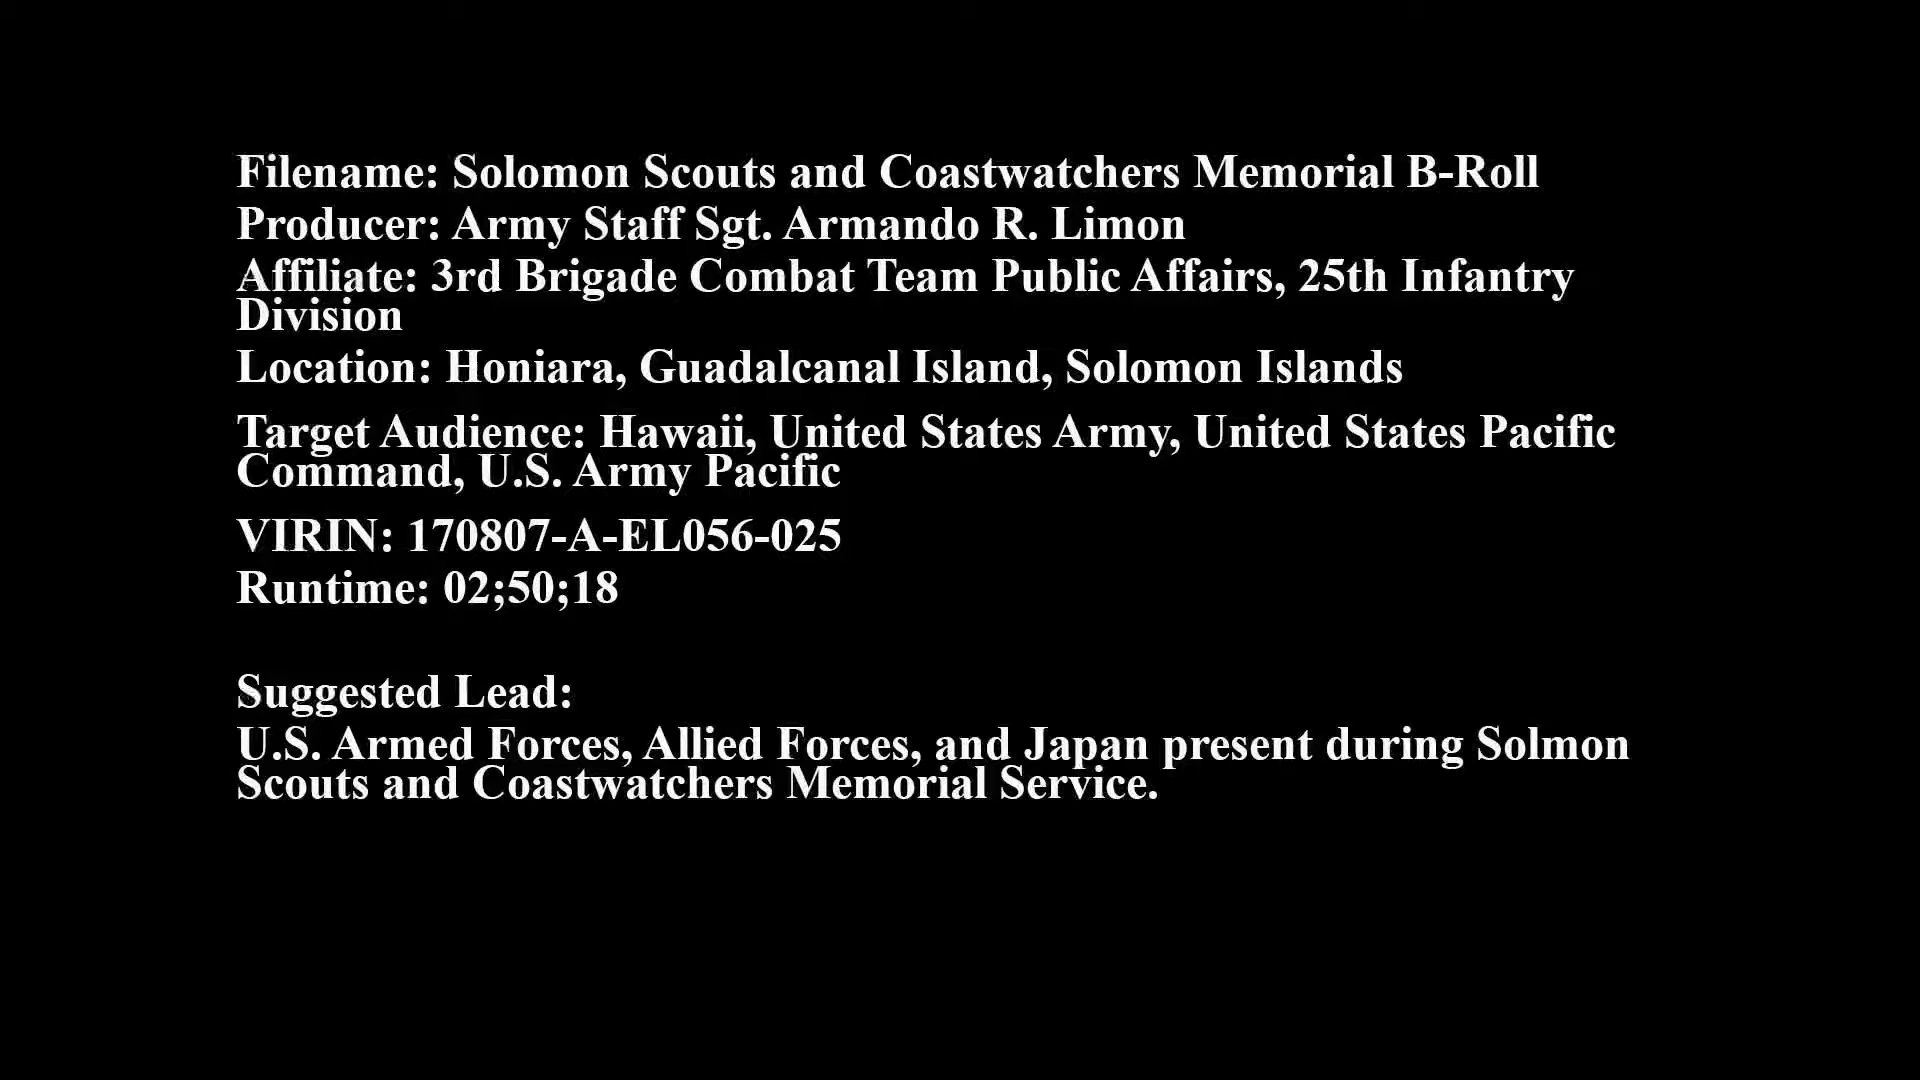 Filename: Solomon Scouts and Coastwatchers Memorial B-Roll
Producer: Army Staff Sgt. Armando R. Limon
Affiliate: 3rd Brigade Combat Team Public Affairs, 25th Infantry
Division
Location: Honiara, Guadalcanal Island, Solomon Islands
Target Audience: Hawaii, United States Army, United States Pacific
Command, U.S. Army Pacific
VIRIN: 170807-A-EL056-025
Runtime: 02;50;18
Suggested Lead:
U.S. Armed Forces, Allied Forces, and Japan present during Solmon
Scouts and Coastwatchers Memorial Service.